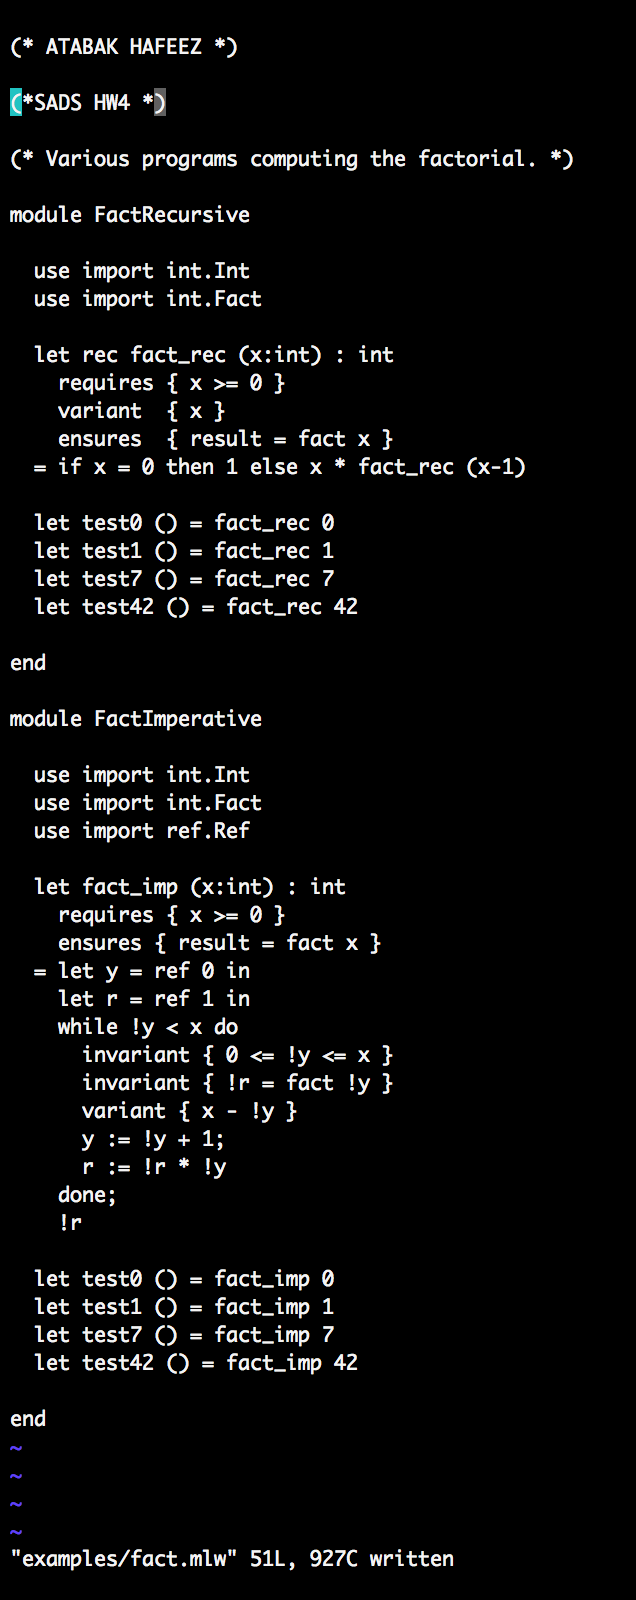 (* ATABAK HAFEEZ *)
(*SADS HW4 *)
(* Various programs computing the factorial. *)
module FactRecursive
  use import int.Int
  use import int.Fact
  let rec fact_rec (x:int) : int
    requires { x >= 0 }
    variant  { x }
    ensures  { result = fact x }
  = if x = 0 then 1 else x * fact_rec (x-1)
  let test0 () = fact_rec 0
  let test1 () = fact_rec 1
  let test7 () = fact_rec 7
  let test42 () = fact_rec 42
end
module FactImperative
  use import int.Int
  use import int.Fact
  use import ref.Ref
  let fact_imp (x:int) : int
    requires { x >= 0 }
    ensures { result = fact x }
  = let y = ref 0 in
    let r = ref 1 in
    while !y < x do
      invariant { 0 <= !y <= x }
      invariant { !r = fact !y }
      variant { x - !y }
      y := !y + 1;
      r := !r * !y
    done;
    !r
  let test0 () = fact_imp 0
  let test1 () = fact_imp 1
  let test7 () = fact_imp 7
  let test42 () = fact_imp 42
end
~
~
~
~
"examples/fact.mlw" 51L, 927C written